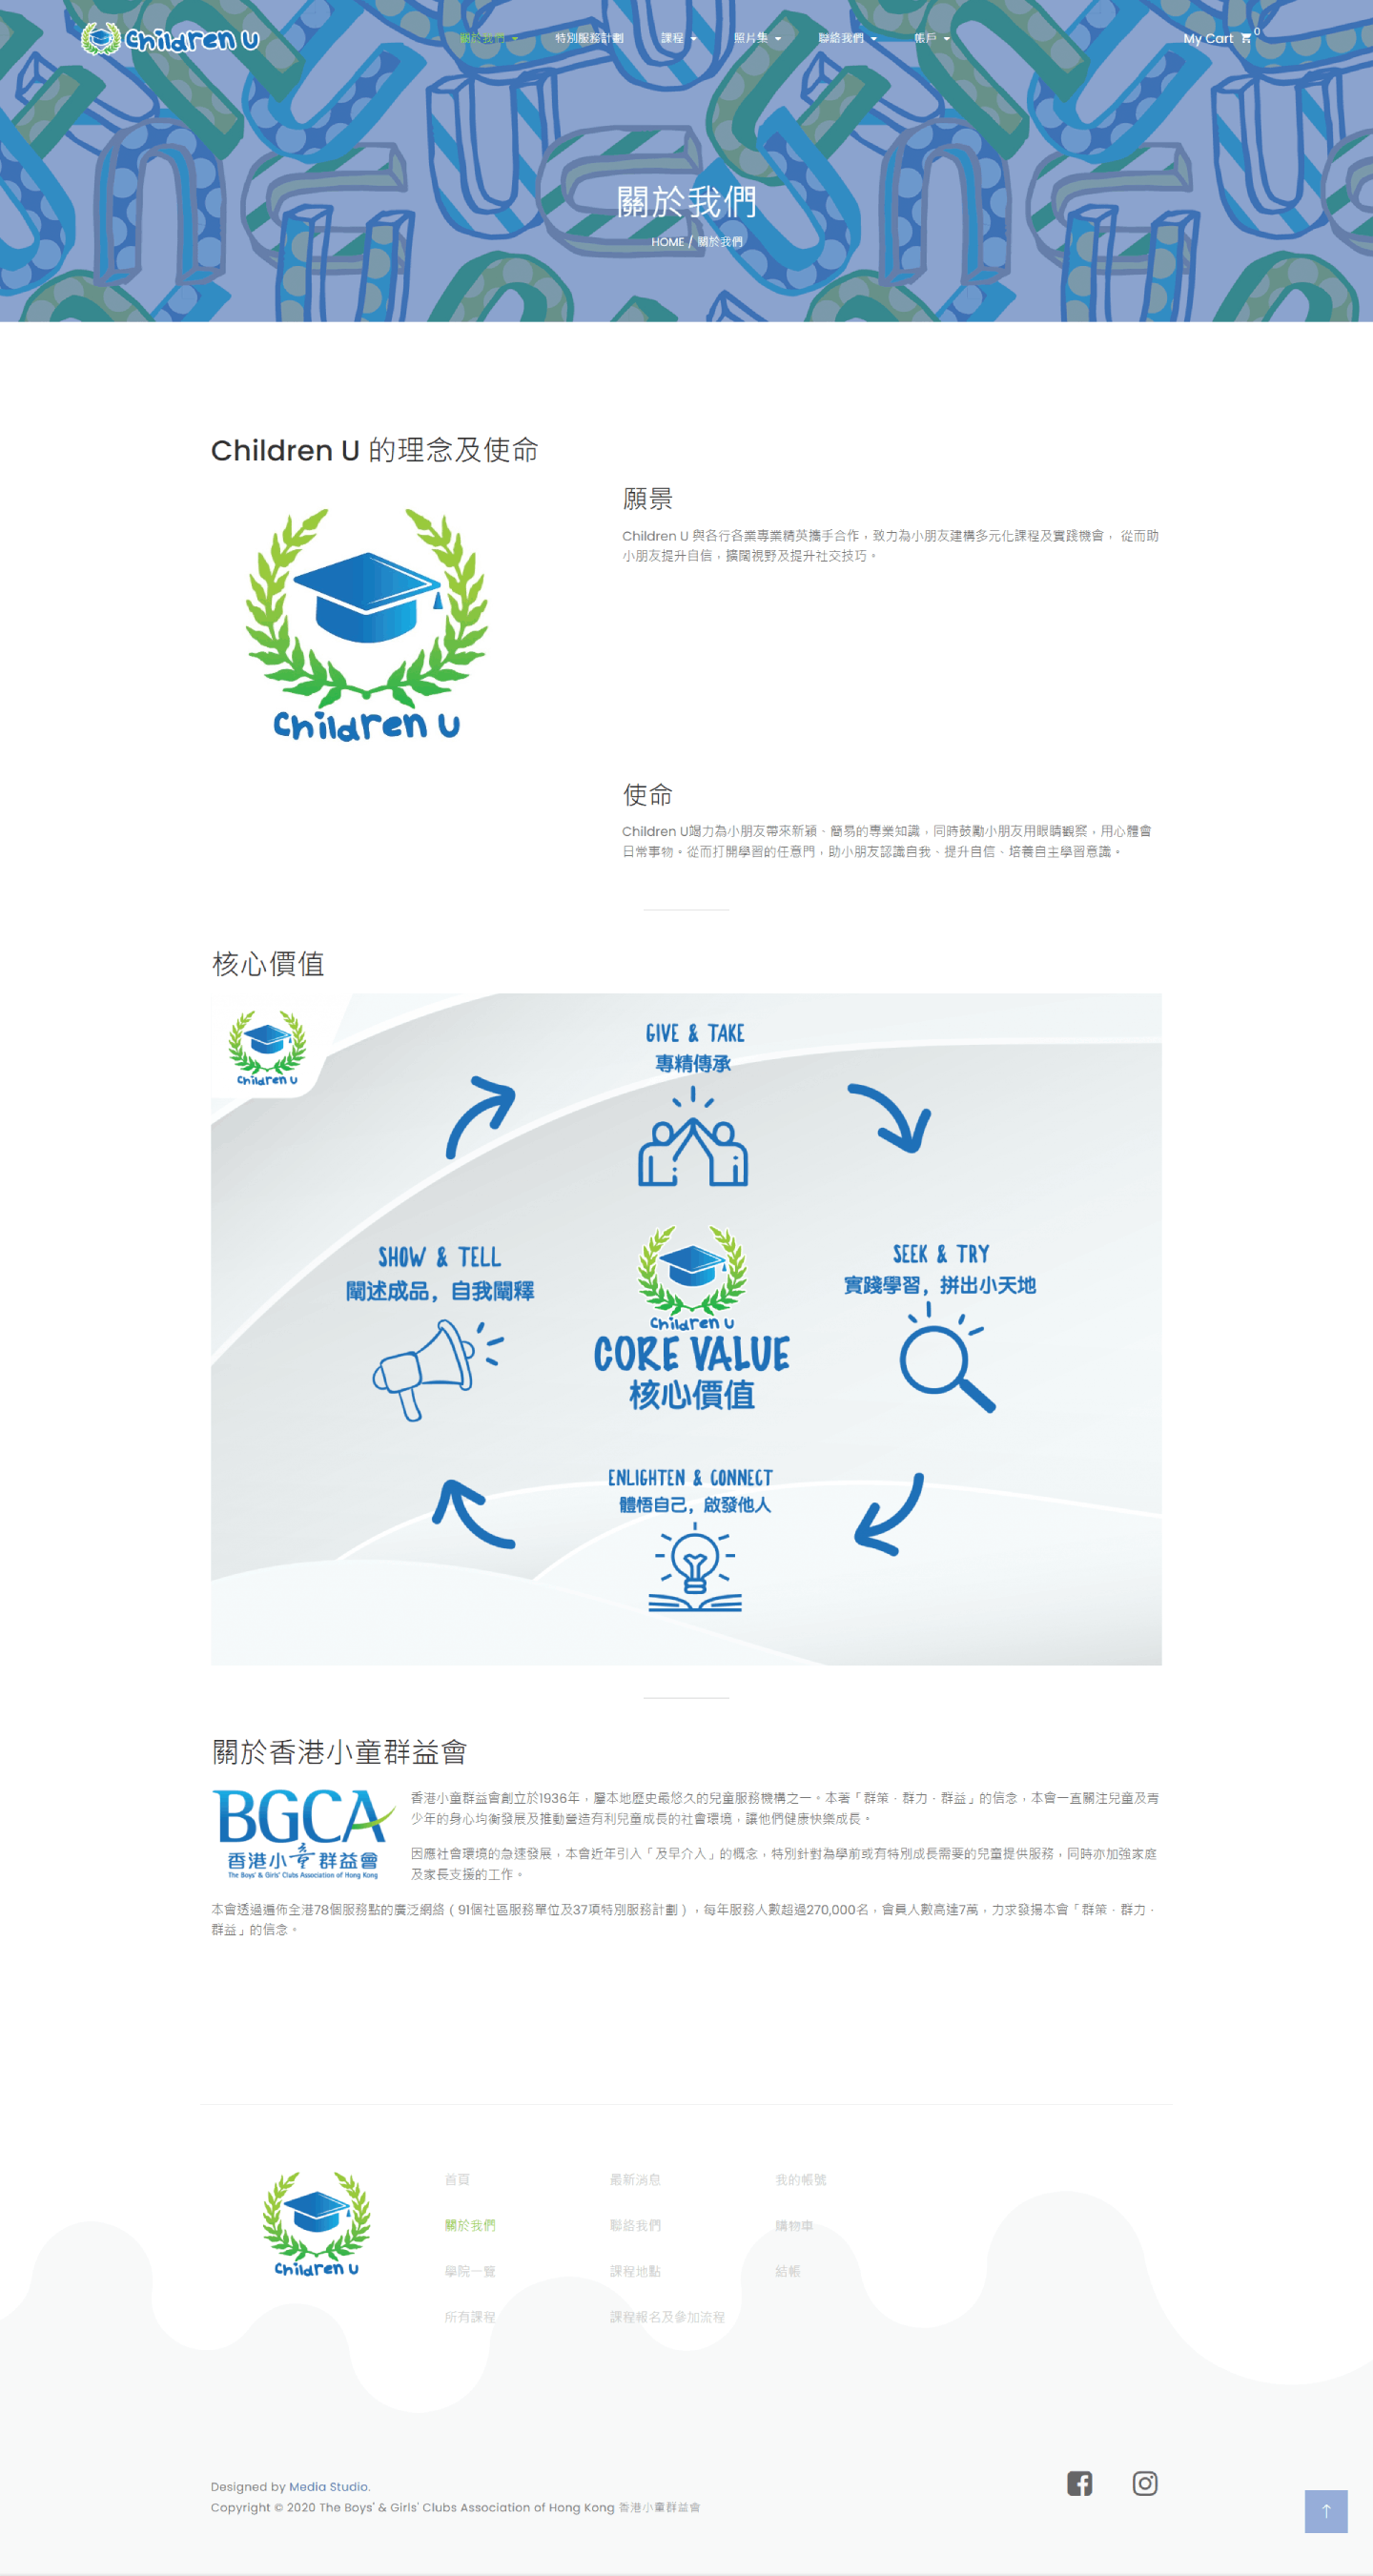 Children U
關於我們
特別服務計劃
課程
照片集
聯絡我們
帳戶
My Cart 0
關於我們
HOME / 關於我們
Children U 的理念及使命
Children U
願景
Children U 與各行各業專業精英攜手合作，致力為小朋友建構多元化課程及實踐機會， 從而助
小朋友提升自信，擴闊視野及提升社交技巧。
使命
Children U竭力為小朋友帶來新穎、簡易的專業知識，同時鼓勵小朋友用眼睛觀察，用心體會
日常事物。從而打開學習的任意門，助小朋友認識自我、提升自信、培養自主學習意識。
核心價值
Children U
GIVE & TAKE
專精傳承
SHOW & TELL
闡述成品，自我闡釋
SEEK & TRY
實踐學習，拼出小天地
Children U
CORE VALUE
核心價值
ENLIGHTEN & CONNECT
體悟自己，啟發他人
關於香港小童群益會
BGCA
香港小童群益會
The Boys' & Girls' Clubs Association of Hong Kong
香港小童群益會創立於1936年，屬本地歷史最悠久的兒童服務機構之一。本著「群策．群力．群益」的信念，本會一直關注兒童及青
少年的身心均衡發展及推動營造有利兒童成長的社會環境，讓他們健康快樂成長。
因應社會環境的急速發展，本會近年引入「及早介入」的概念，特別針對為學前或有特別成長需要的兒童提供服務，同時亦加強家庭
及家長支援的工作。
本會透過遍佈全港78個服務點的廣泛網絡（91個社區服務單位及37項特別服務計劃），每年服務人數超過270,000名，會員人數高達7萬，力求發揚本會「群策．群力．
群益」的信念。
Children U
首頁
最新消息
我的帳號
關於我們
聯絡我們
購物車
學院一覽
課程地點
結帳
所有課程
課程報名及參加流程
Designed by Media Studio.
Copyright © 2020 The Boys' & Girls' Clubs Association of Hong Kong 香港小童群益會